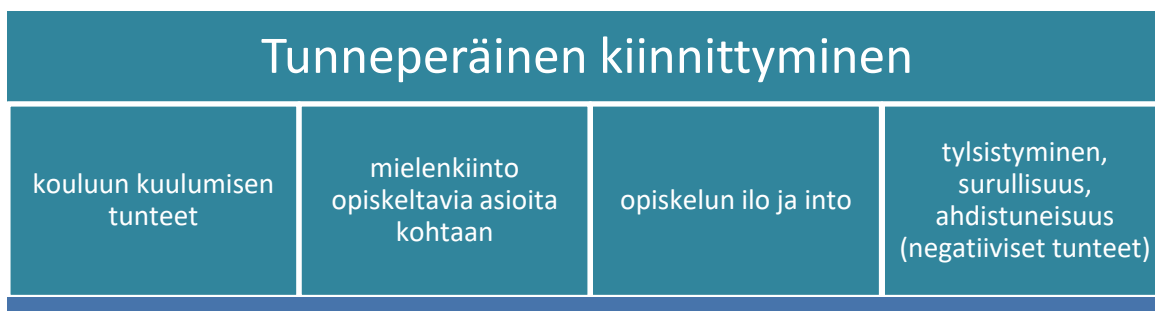 Tunneperäinen kiinnittyminen
kouluun kuulumisen
tunteet
mielenkiinto
opiskeltavia asioita
kohtaan
opiskelun ilo ja into
tylsistyminen,
surullisuus,
ahdistuneisuus
(negatiiviset tunteet)